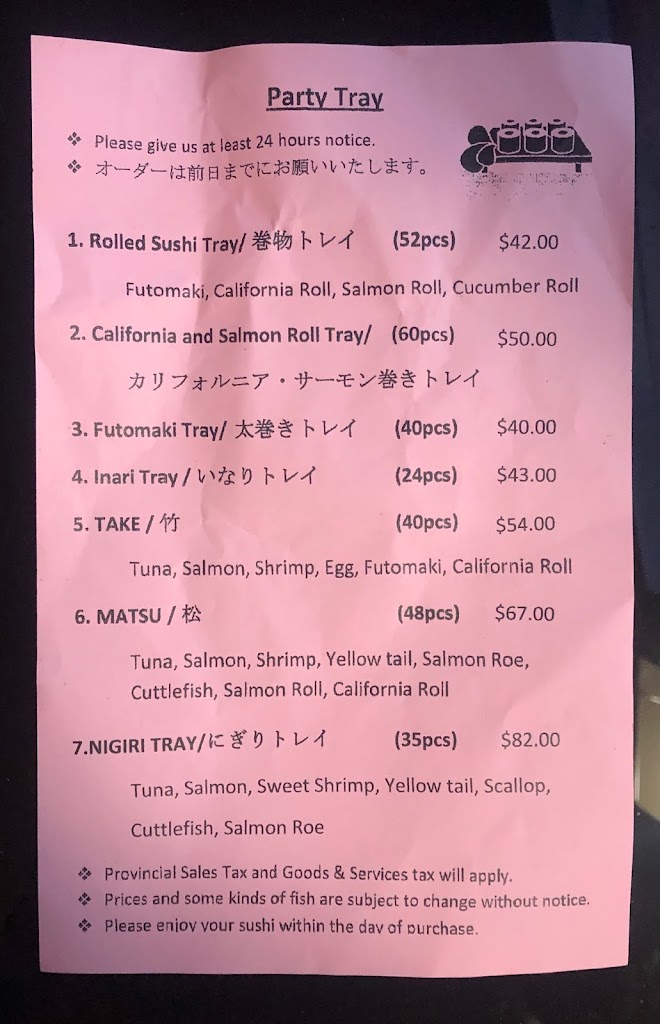 Party Tray
❖ Please give us at least 24 hours notice.
❖ オーダーは前日までにお願いいたします。
1. Rolled Sushi Tray/ 巻物トレイ (52pcs) $42.00
Futomaki, California Roll, Salmon Roll, Cucumber Roll
2. California and Salmon Roll Tray/ (60pcs) $50.00
カリフォルニア・サーモン巻きトレイ
3. Futomaki Tray/ 太巻きトレイ (40pcs) $40.00
4. Inari Tray / いなりトレイ (24pcs) $43.00
5. TAKE / 竹 (40pcs) $54.00
Tuna, Salmon, Shrimp, Egg, Futomaki, California Roll
6. MATSU / 松 (48pcs) $67.00
Tuna, Salmon, Shrimp, Yellow tail, Salmon Roe,
Cuttlefish, Salmon Roll, California Roll
7.NIGIRI TRAY/にぎりトレイ (35pcs) $82.00
Tuna, Salmon, Sweet Shrimp, Yellow tail, Scallop,
Cuttlefish, Salmon Roe
❖ Provincial Sales Tax and Goods & Services tax will apply.
❖ Prices and some kinds of fish are subject to change without notice.
❖ Please enjoy your sushi within the day of purchase.